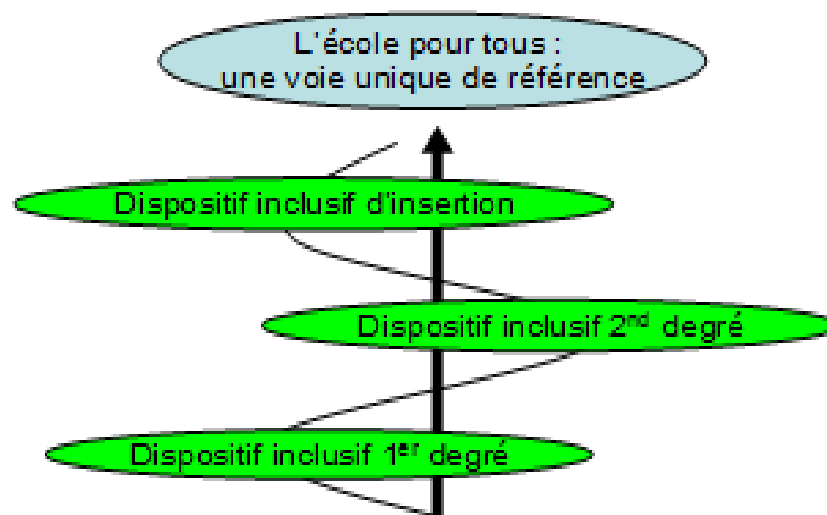 L'école pour tous :
une voie unique de référence
Dispositif inclusif d'insertion
Dispositif inclusif 2nd degré
Dispositif inclusif 1er degré